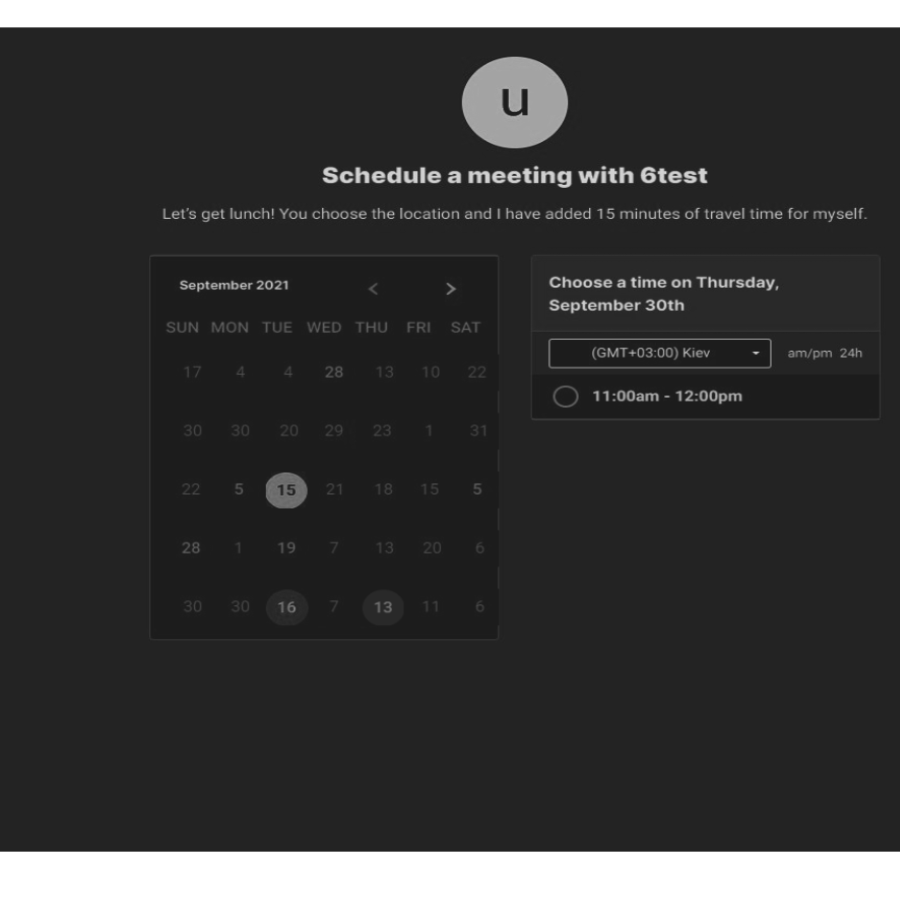 u
Schedule a meeting with 6test
Let's get lunch! You choose the location and I have added 15 minutes of travel time for myself.
September 2021 < >
SUN MON TUE WED THU FRI SAT
17 4 4 28 13 10 22
30 30 20 29 23 1 31
22 5 15 21 18 15 5
28 1 19 7 13 20 6
30 30 16 7 13 11 6
Choose a time on Thursday,
September 30th
(GMT+03:00) Kiev am/pm 24h
11:00am - 12:00pm